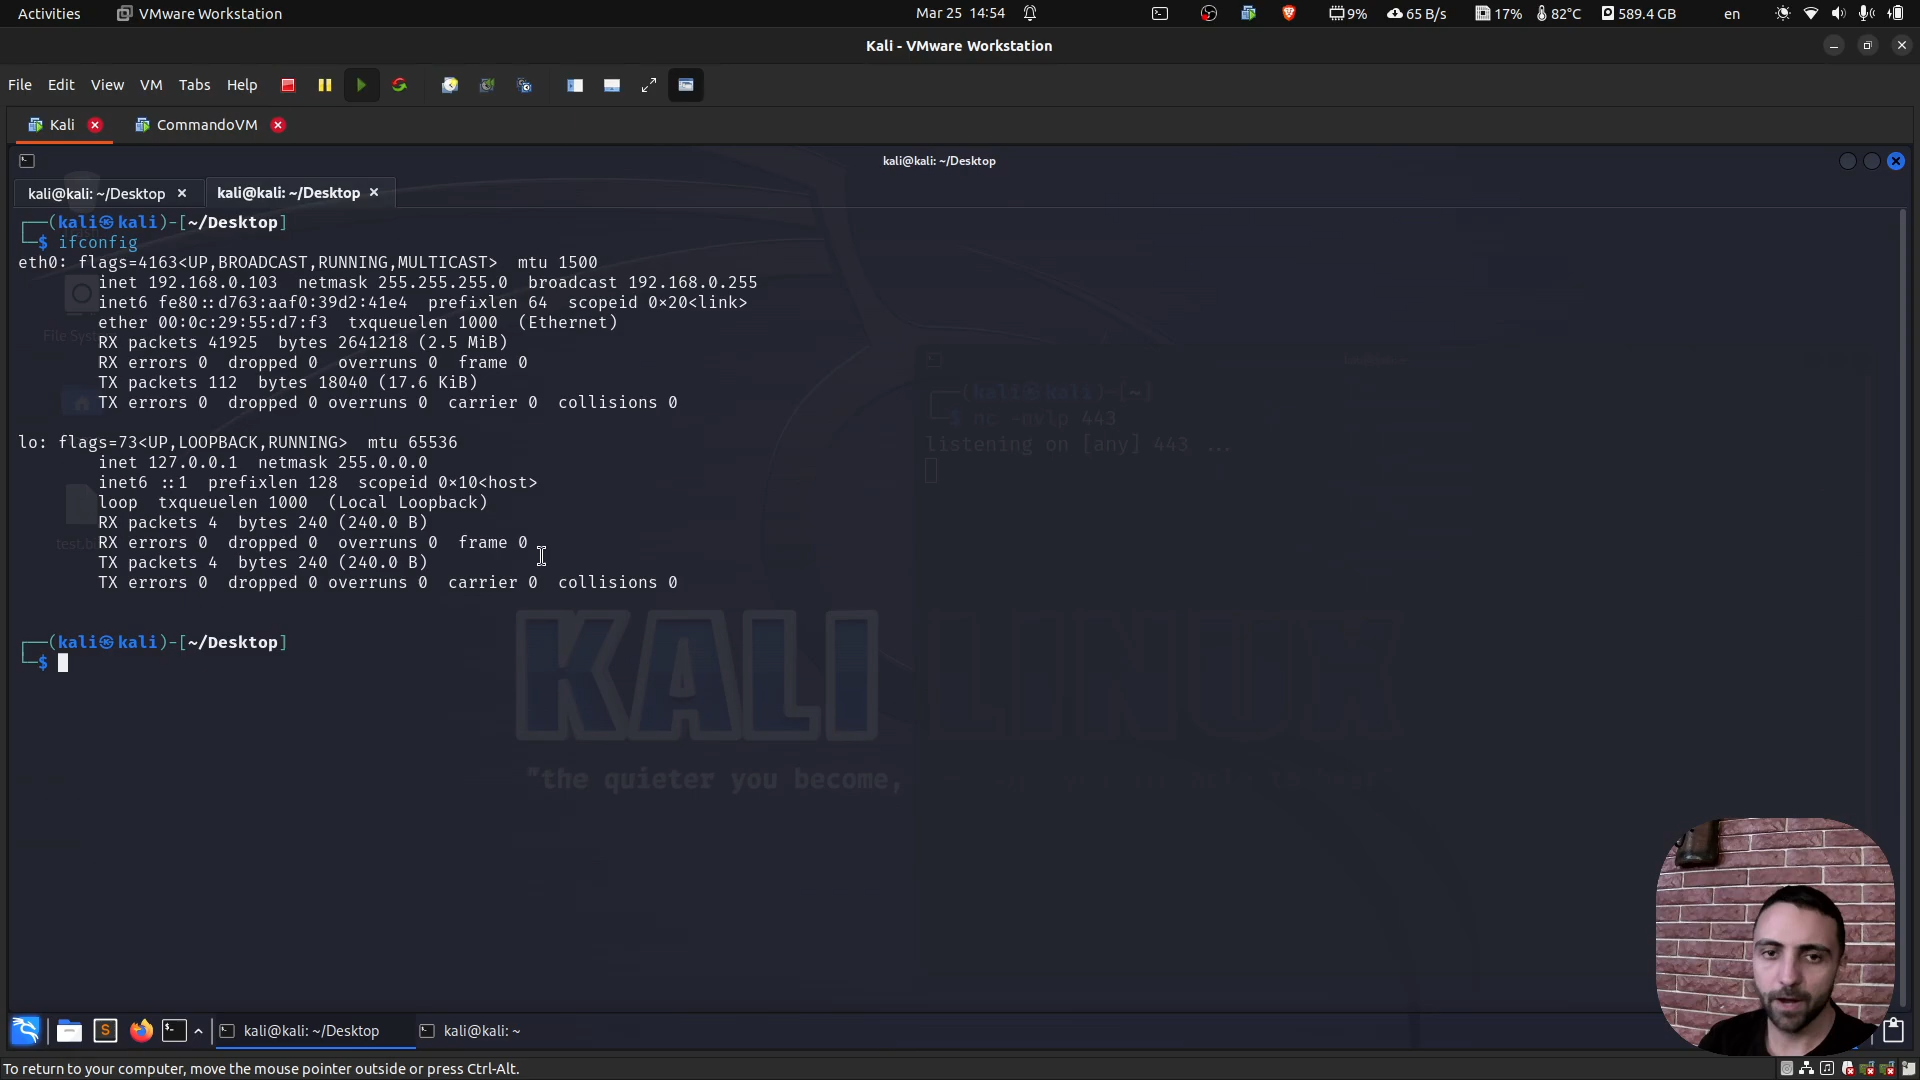 Activities VMware Workstation Mar 25 14:54 9% 65 B/s 17% 82°C 589.4 GB en
Kali - VMware Workstation
File Edit View VM Tabs Help
Kali CommandoVM
kali@kali: ~/Desktop
kali@kali: ~/Desktop kali@kali: ~/Desktop
┌──(kali㉿kali)-[~/Desktop]
└─$ ifconfig
eth0: flags=4163<UP,BROADCAST,RUNNING,MULTICAST>  mtu 1500
inet 192.168.0.103  netmask 255.255.255.0  broadcast 192.168.0.255
inet6 fe80::d763:aaf0:39d2:41e4  prefixlen 64  scopeid 0×20<link>
ether 00:0c:29:55:d7:f3  txqueuelen 1000  (Ethernet)
File System
RX packets 41925  bytes 2641218 (2.5 MiB)
RX errors 0  dropped 0  overruns 0  frame 0
TX packets 112  bytes 18040 (17.6 KiB)
TX errors 0  dropped 0 overruns 0  carrier 0  collisions 0
lo: flags=73<UP,LOOPBACK,RUNNING>  mtu 65536
inet 127.0.0.1  netmask 255.0.0.0
inet6 ::1  prefixlen 128  scopeid 0×10<host>
loop  txqueuelen 1000  (Local Loopback)
RX packets 4  bytes 240 (240.0 B)
RX errors 0  dropped 0  overruns 0  frame 0
TX packets 4  bytes 240 (240.0 B)
TX errors 0  dropped 0 overruns 0  carrier 0  collisions 0
┌──(kali㉿kali)-[~/Desktop]
└─$
┌──(kali㉿kali)-[~]
└─$ nc -nvlp 443
listening on [any] 443 ...
KALI LINUX
"the quieter you become,
kali@kali: ~/Desktop kali@kali: ~
To return to your computer, move the mouse pointer outside or press Ctrl-Alt.